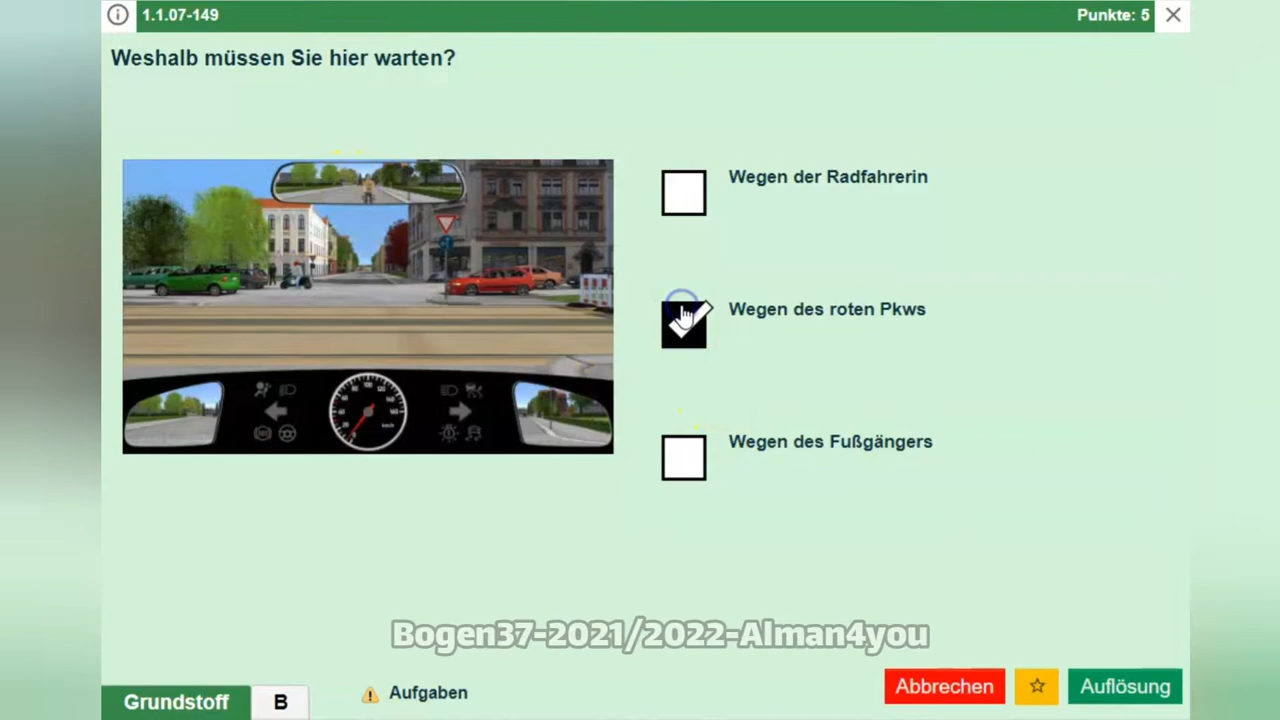 1.1.07-149
Punkte: 5
Weshalb müssen Sie hier warten?
Wegen der Radfahrerin
Wegen des roten Pkws
Wegen des Fußgängers
Bogen37-2021/2022-Alman4you
Grundstoff
B
Aufgaben
Abbrechen
Auflösung